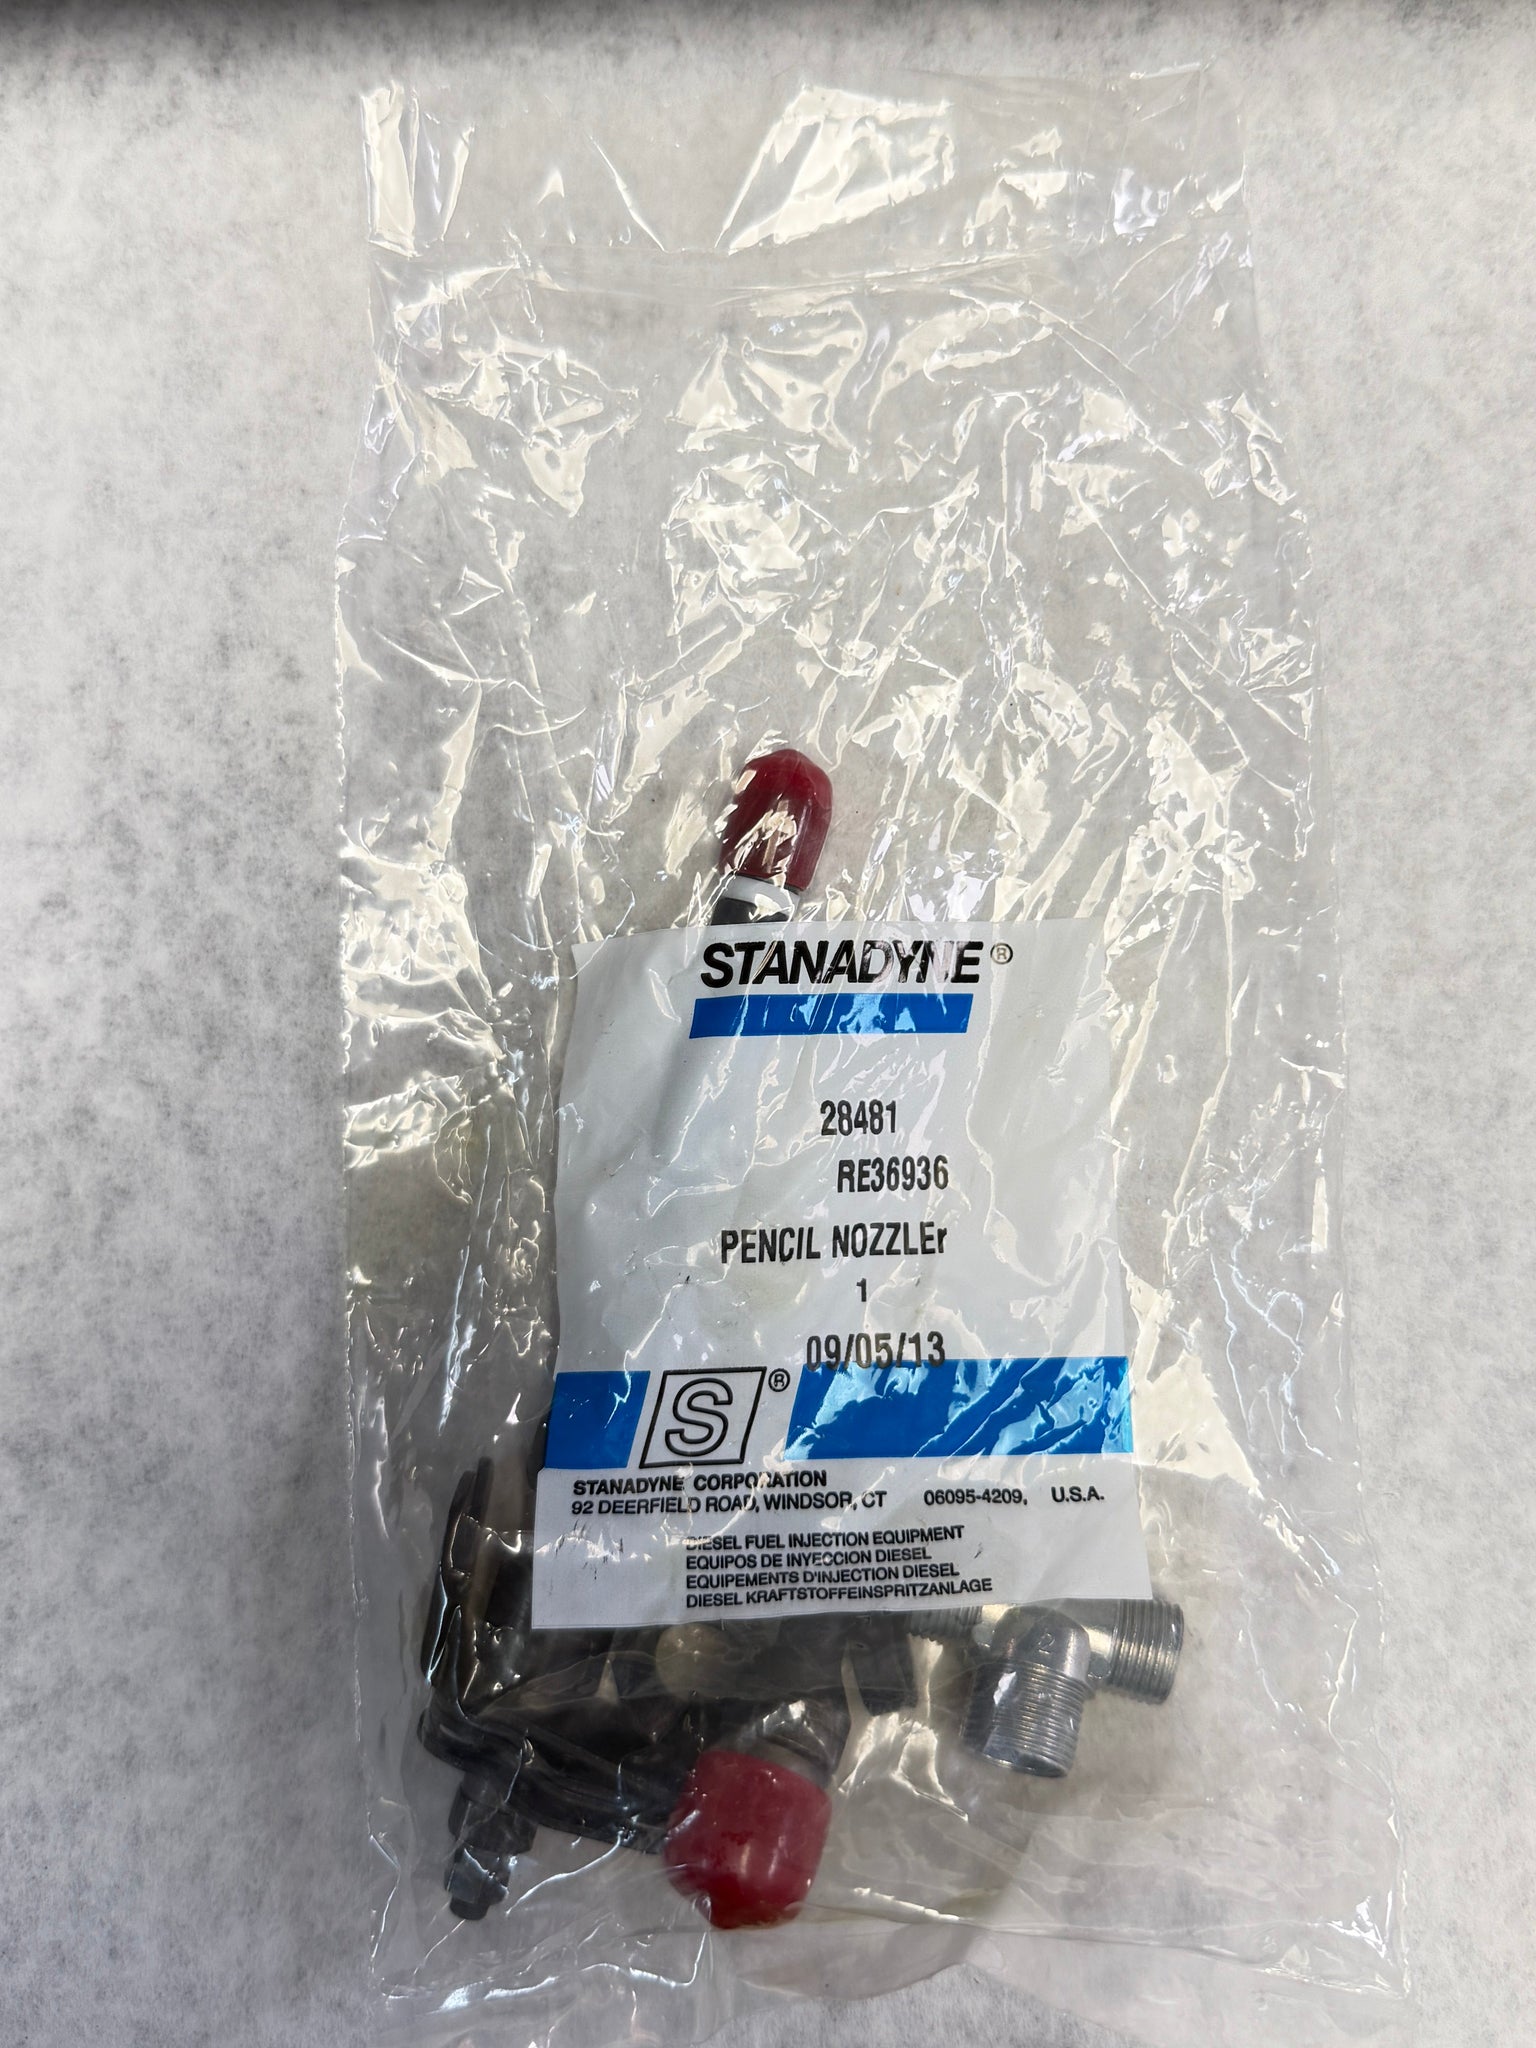 STANADYNE®
28481
RE36936
PENCIL NOZZLEr
1
09/05/13
S®
STANADYNE CORPORATION
92 DEERFIELD ROAD, WINDSOR, CT 06095-4209, U.S.A.
DIESEL FUEL INJECTION EQUIPMENT
EQUIPOS DE INYECCION DIESEL
EQUIPEMENTS D'INJECTION DIESEL
DIESEL KRAFTSTOFFEINSPRITZANLAGE
2